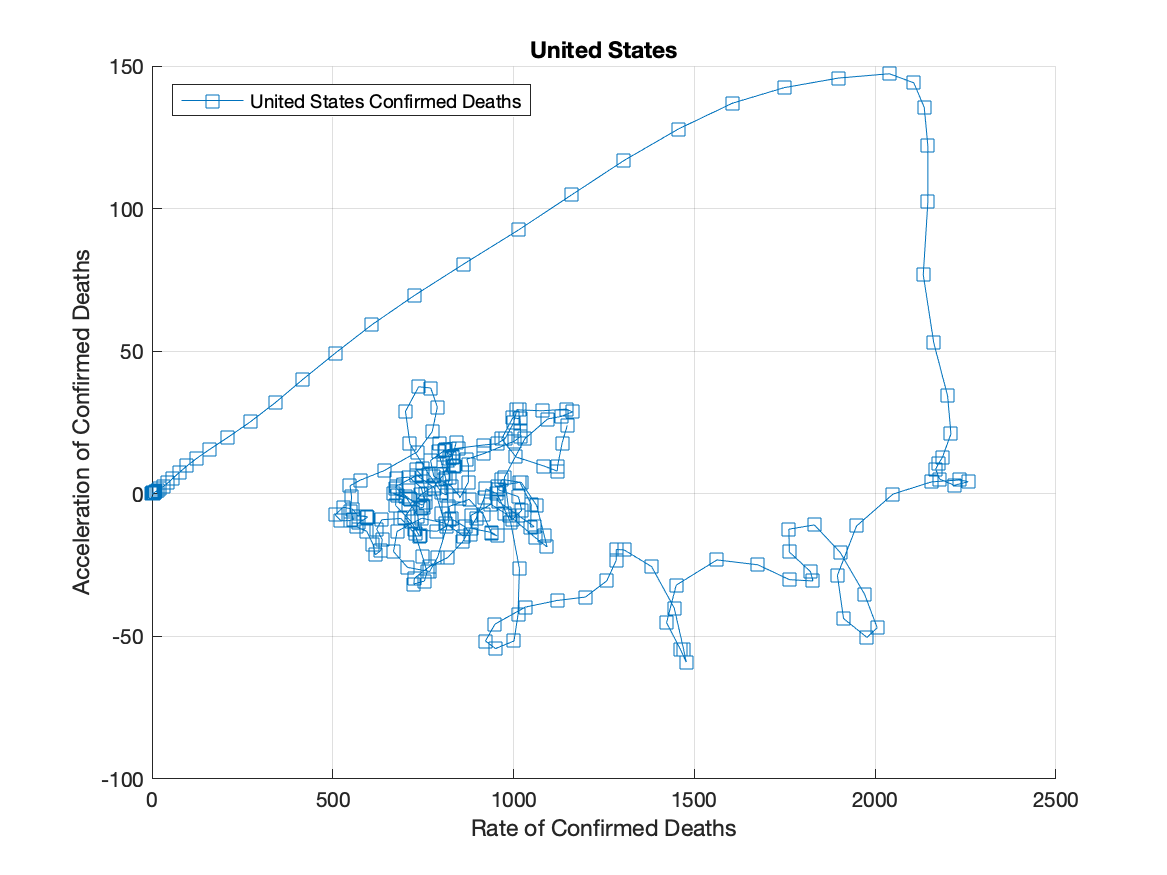 United States
150
United States Confirmed Deaths
100
50
0
-50
-100
Acceleration of Confirmed Deaths
0 500 1000 1500 2000 2500
Rate of Confirmed Deaths